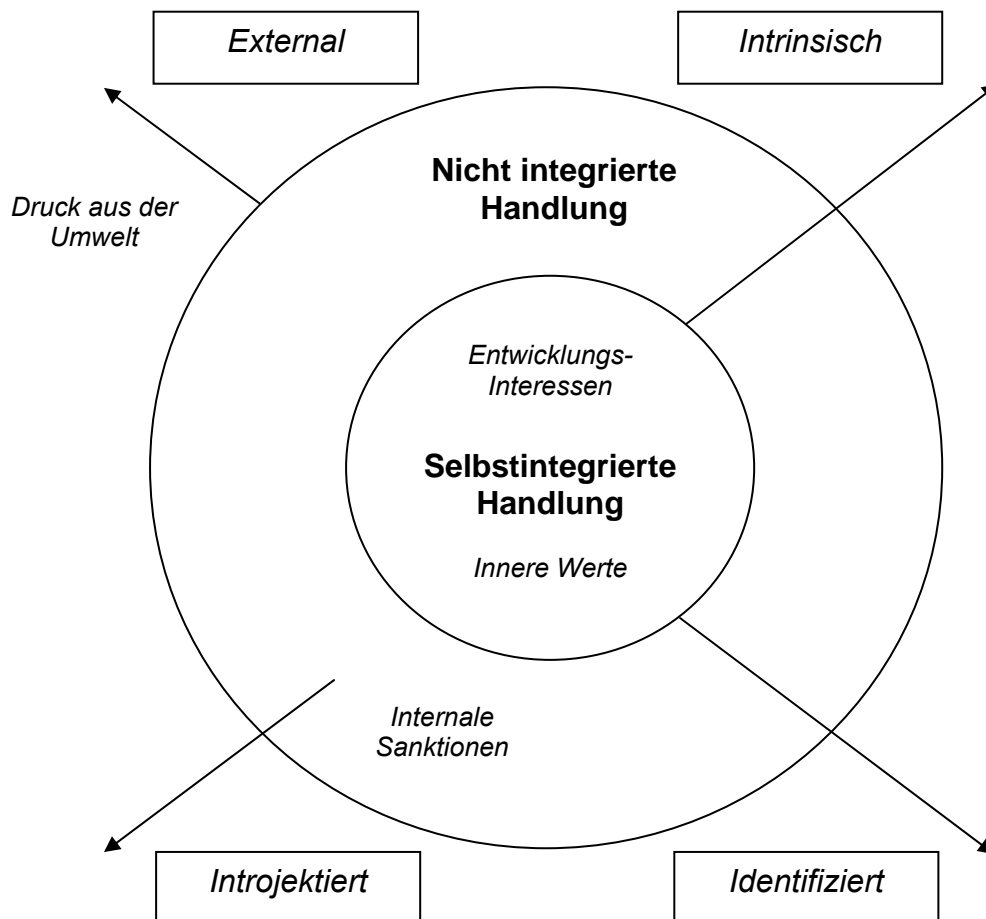 External
Intrinsisch
Nicht integrierte
Handlung
Druck aus der
Umwelt
Entwicklungs-
Interessen
Selbstintegrierte
Handlung
Innere Werte
Internale
Sanktionen
Introjektiert
Identifiziert